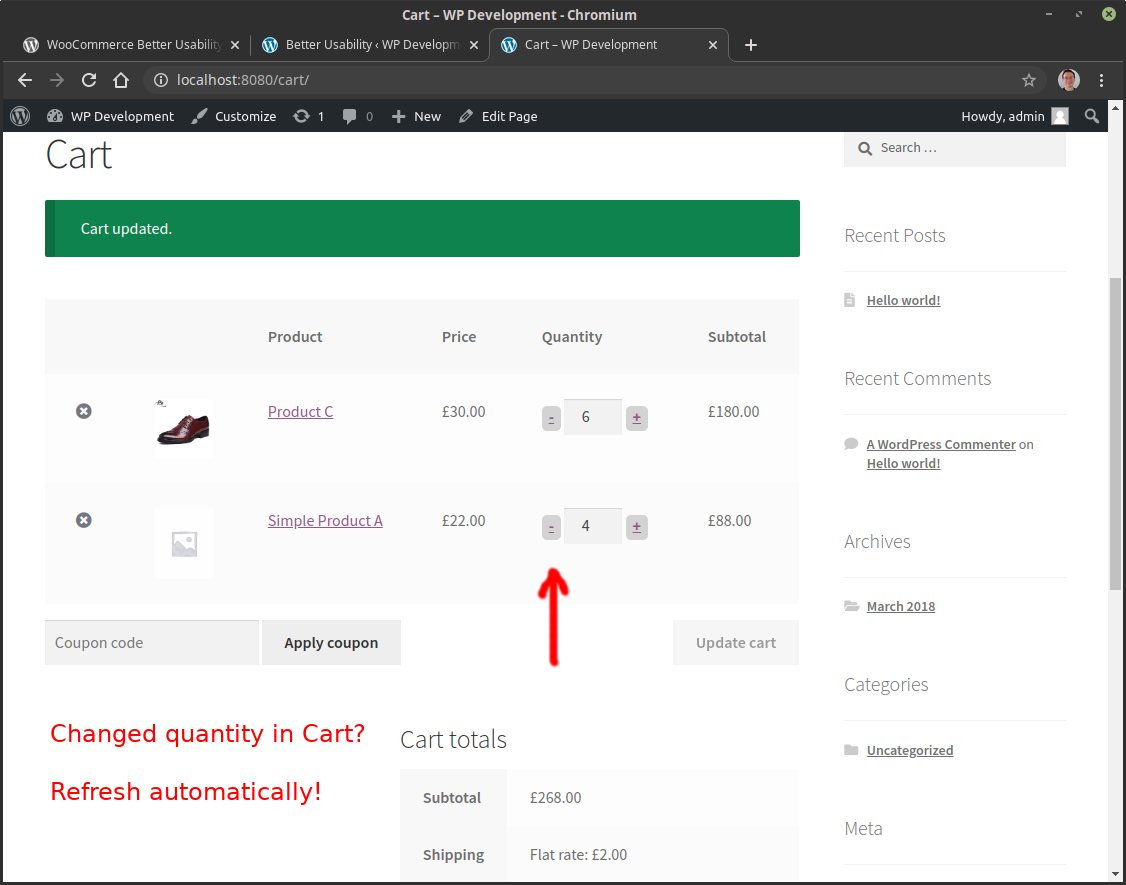 Cart – WP Development - Chromium
WooCommerce Better Usability
Better Usability ‹ WP Developm
Cart – WP Development
localhost:8080/cart/
WP Development Customize 1 0 New Edit Page Howdy, admin
Cart
Search …
Cart updated.
Product Price Quantity Subtotal
Product C £30.00 - 6 + £180.00
Simple Product A £22.00 - 4 + £88.00
Coupon code Apply coupon Update cart
Changed quantity in Cart?
Refresh automatically!
Cart totals
Subtotal £268.00
Shipping Flat rate: £2.00
Recent Posts
Hello world!
Recent Comments
A WordPress Commenter on
Hello world!
Archives
March 2018
Categories
Uncategorized
Meta